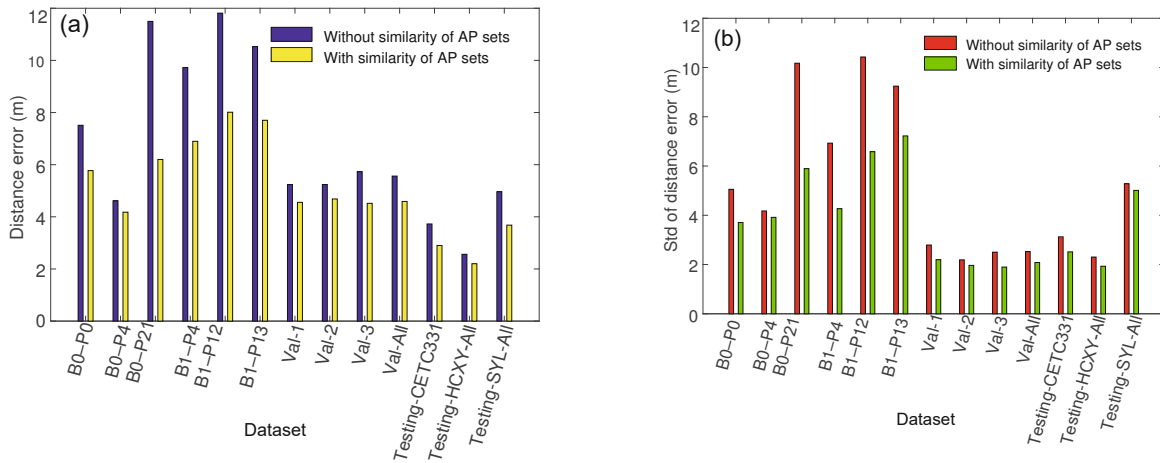 (a)
Without similarity of AP sets
With similarity of AP sets
Distance error (m)
12
10
8
6
4
2
0
B0–P0
B0–P4
B0–P21
B1–P4
B1–P12
B1–P13
Val-1
Val-2
Val-3
Val-All
Testing-CETC331
Testing-HCXY-All
Testing-SYL-All
Dataset
(b)
Without similarity of AP sets
With similarity of AP sets
Std of distance error (m)
12
10
8
6
4
2
0
B0–P0
B0–P4
B0–P21
B1–P4
B1–P12
B1–P13
Val-1
Val-2
Val-3
Val-All
Testing-CETC331
Testing-HCXY-All
Testing-SYL-All
Dataset